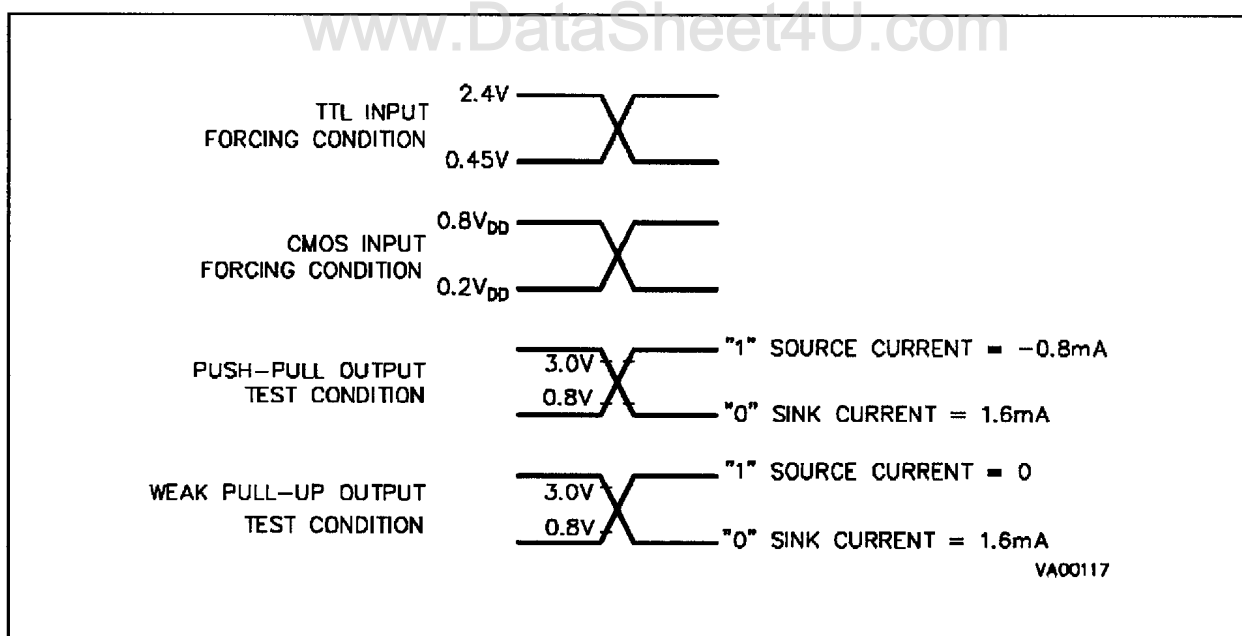 www.DataSheet4U.com
TTL INPUT
FORCING CONDITION
2.4V
0.45V
CMOS INPUT
FORCING CONDITION
0.8V_DD
0.2V_DD
PUSH-PULL OUTPUT
TEST CONDITION
3.0V
0.8V
"1" SOURCE CURRENT = -0.8mA
"0" SINK CURRENT = 1.6mA
WEAK PULL-UP OUTPUT
TEST CONDITION
3.0V
0.8V
"1" SOURCE CURRENT = 0
"0" SINK CURRENT = 1.6mA
VA00117